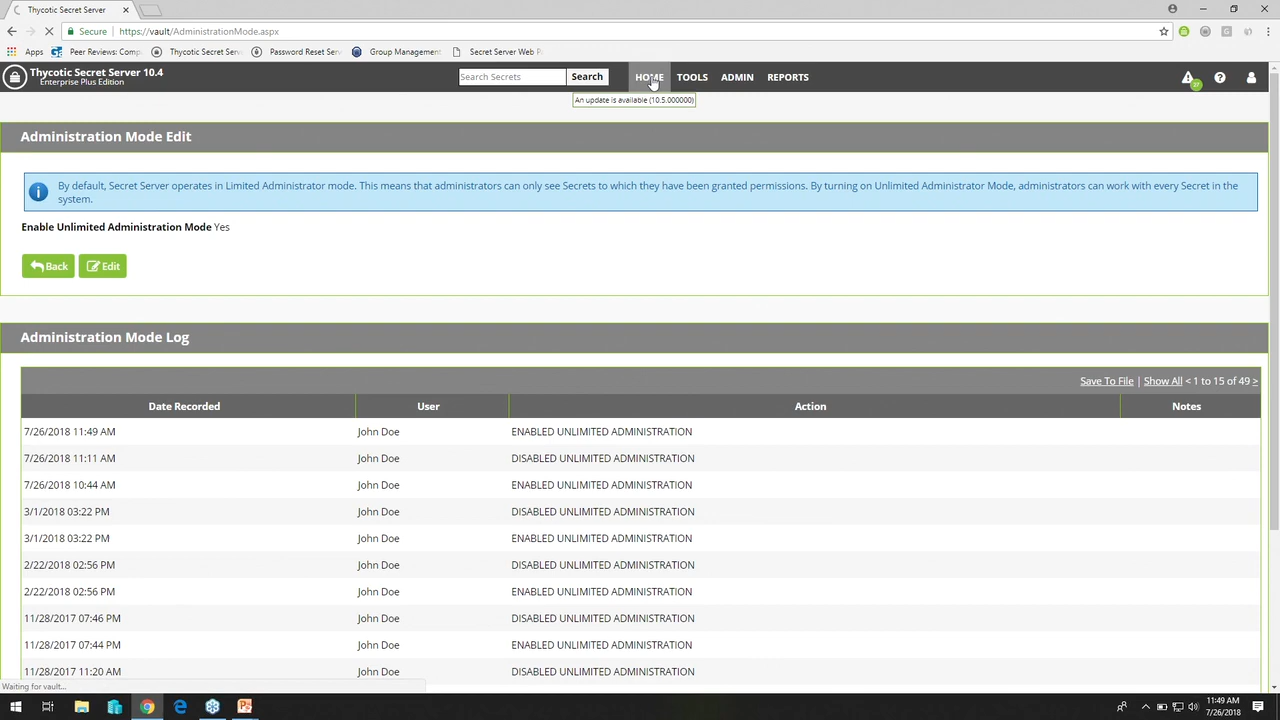 Thycotic Secret Server
Secure | https://vault/AdministrationMode.aspx
Apps Peer Reviews: Comp Thycotic Secret Serv Password Reset Serv Group Management Secret Server Web P
Thycotic Secret Server 10.4
Enterprise Plus Edition
Search Secrets Search HOME TOOLS ADMIN REPORTS
27
An update is available (10.5.000000)
Administration Mode Edit
By default, Secret Server operates in Limited Administrator mode. This means that administrators can only see Secrets to which they have been granted permissions. By turning on Unlimited Administrator Mode, administrators can work with every Secret in the
system.
Enable Unlimited Administration Mode Yes
Back Edit
Administration Mode Log
Save To File | Show All < 1 to 15 of 49 >
Date Recorded User Action Notes
7/26/2018 11:49 AM John Doe ENABLED UNLIMITED ADMINISTRATION
7/26/2018 11:11 AM John Doe DISABLED UNLIMITED ADMINISTRATION
7/26/2018 10:44 AM John Doe ENABLED UNLIMITED ADMINISTRATION
3/1/2018 03:22 PM John Doe DISABLED UNLIMITED ADMINISTRATION
3/1/2018 03:22 PM John Doe ENABLED UNLIMITED ADMINISTRATION
2/22/2018 02:56 PM John Doe DISABLED UNLIMITED ADMINISTRATION
2/22/2018 02:56 PM John Doe ENABLED UNLIMITED ADMINISTRATION
11/28/2017 07:46 PM John Doe DISABLED UNLIMITED ADMINISTRATION
11/28/2017 07:44 PM John Doe ENABLED UNLIMITED ADMINISTRATION
11/28/2017 11:20 AM John Doe DISABLED UNLIMITED ADMINISTRATION
Waiting for vault...
11:49 AM
7/26/2018